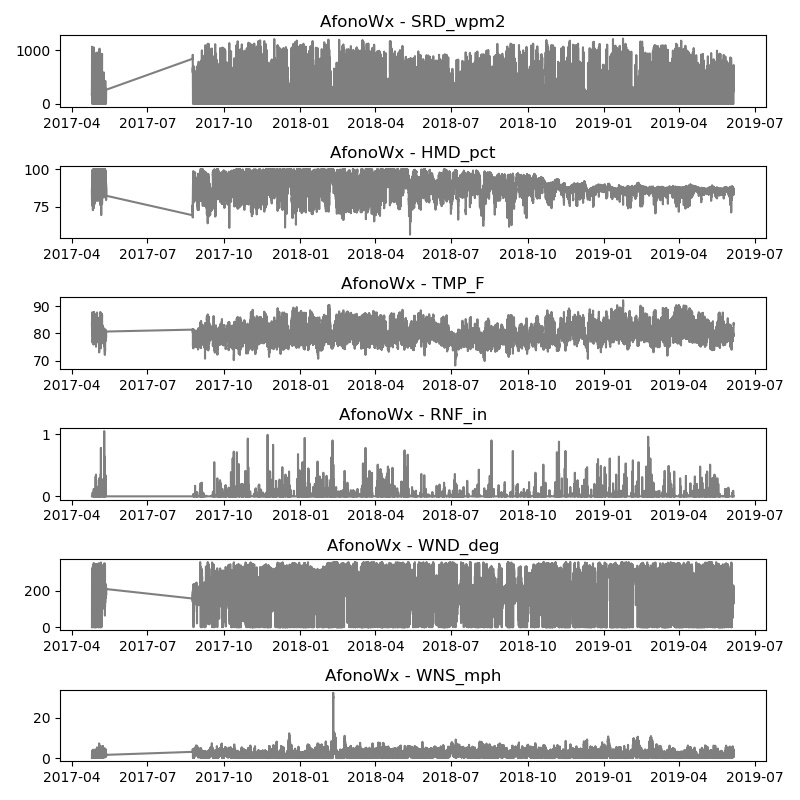 AfonoWx - SRD_wpm2
1000
0
2017-04 2017-07 2017-10 2018-01 2018-04 2018-07 2018-10 2019-01 2019-04 2019-07
AfonoWx - HMD_pct
100
75
2017-04 2017-07 2017-10 2018-01 2018-04 2018-07 2018-10 2019-01 2019-04 2019-07
AfonoWx - TMP_F
90
80
70
2017-04 2017-07 2017-10 2018-01 2018-04 2018-07 2018-10 2019-01 2019-04 2019-07
AfonoWx - RNF_in
1
0
2017-04 2017-07 2017-10 2018-01 2018-04 2018-07 2018-10 2019-01 2019-04 2019-07
AfonoWx - WND_deg
200
0
2017-04 2017-07 2017-10 2018-01 2018-04 2018-07 2018-10 2019-01 2019-04 2019-07
AfonoWx - WNS_mph
20
0
2017-04 2017-07 2017-10 2018-01 2018-04 2018-07 2018-10 2019-01 2019-04 2019-07